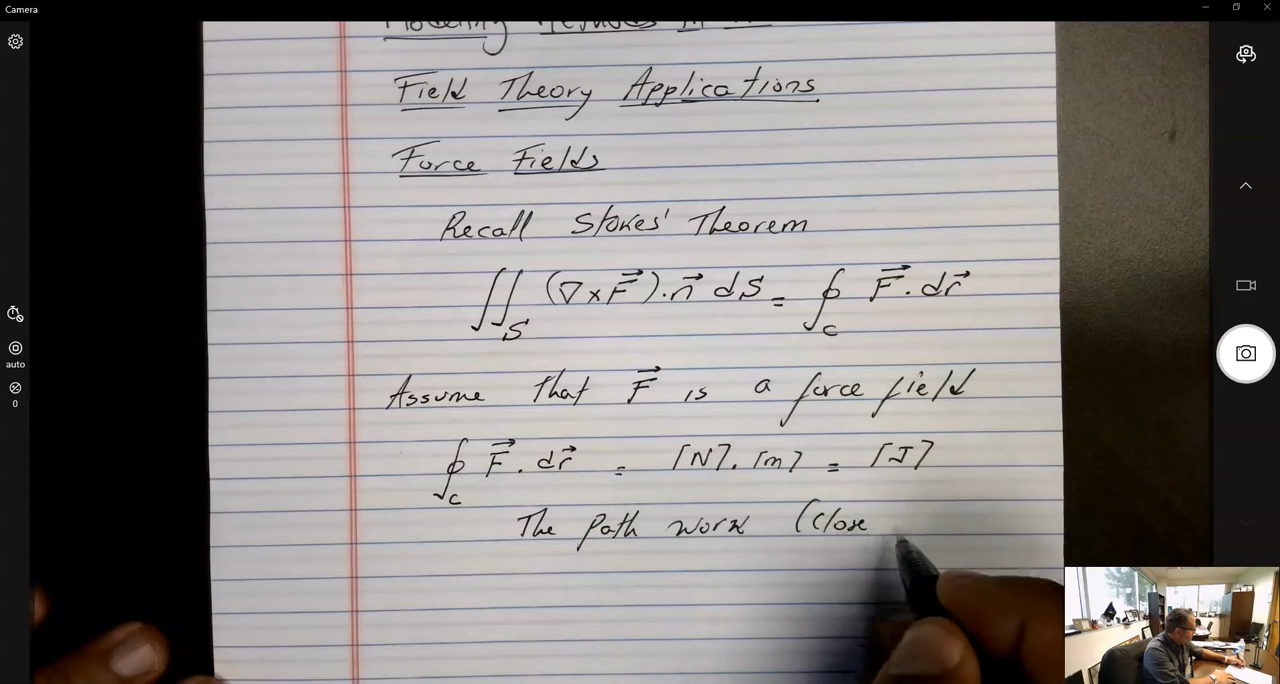 Camera
Field Theory Applications
Force Fields
Recall Stokes' Theorem
∬_S (∇×F⃗).n⃗ dS = ∮_C F⃗.dr⃗
Assume That F⃗ is a force field
∮_C F⃗.dr⃗ = [N].[m] = [J]
The Path work (close
auto
0